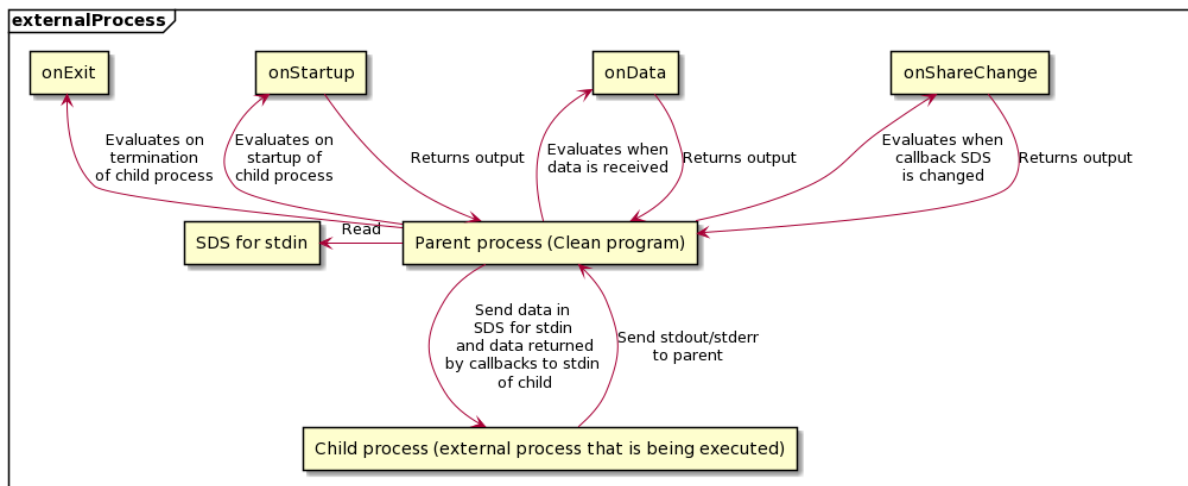 externalProcess
onExit
onStartup
onData
onShareChange
Evaluates on
termination
of child process
Evaluates on
startup of
child process
Returns output
Evaluates when
data is received
Returns output
Evaluates when
callback SDS
is changed
Returns output
SDS for stdin
Read
Parent process (Clean program)
Send data in
SDS for stdin
and data returned
by callbacks to stdin
of child
Send stdout/stderr
to parent
Child process (external process that is being executed)